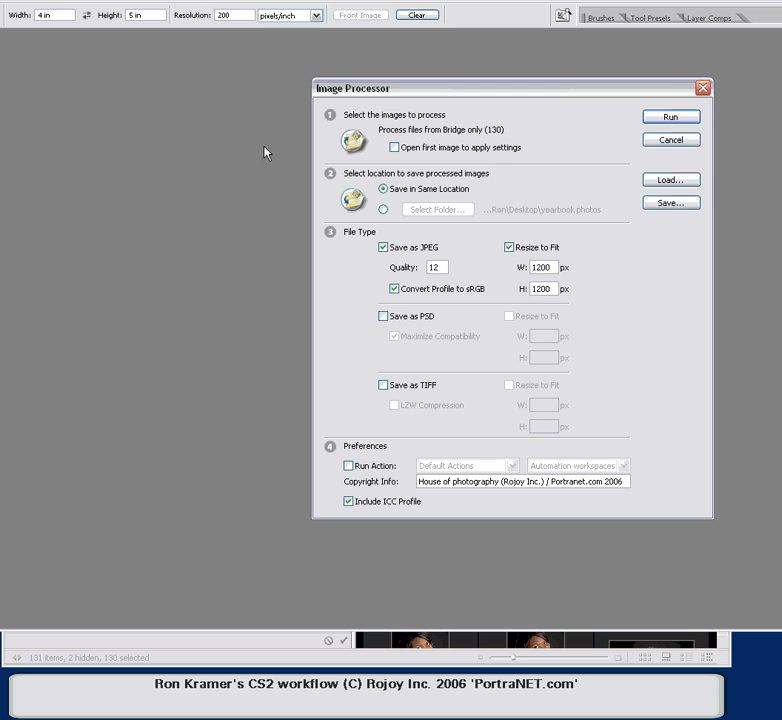 Width: 4 in Height: 5 in Resolution: 200 pixels/inch Front Image Clear Brushes Tool Presets Layer Comps
Image Processor
1 Select the images to process
Process files from Bridge only (130)
Open first image to apply settings
Run
Cancel
2 Select location to save processed images
Save in Same Location
Select Folder... ...Ron\Desktop\yearbook photos
Load...
Save...
3 File Type
Save as JPEG Resize to Fit
Quality: 12 W: 1200 px
Convert Profile to sRGB H: 1200 px
Save as PSD Resize to Fit
Maximize Compatibility W: px
H: px
Save as TIFF Resize to Fit
LZW Compression W: px
H: px
4 Preferences
Run Action: Default Actions Automation workspaces
Copyright Info: House of photography (Rojoy Inc.) / Portranet.com 2006
Include ICC Profile
131 items, 2 hidden, 130 selected
Ron Kramer's CS2 workflow (C) Rojoy Inc. 2006 'PortraNET.com'